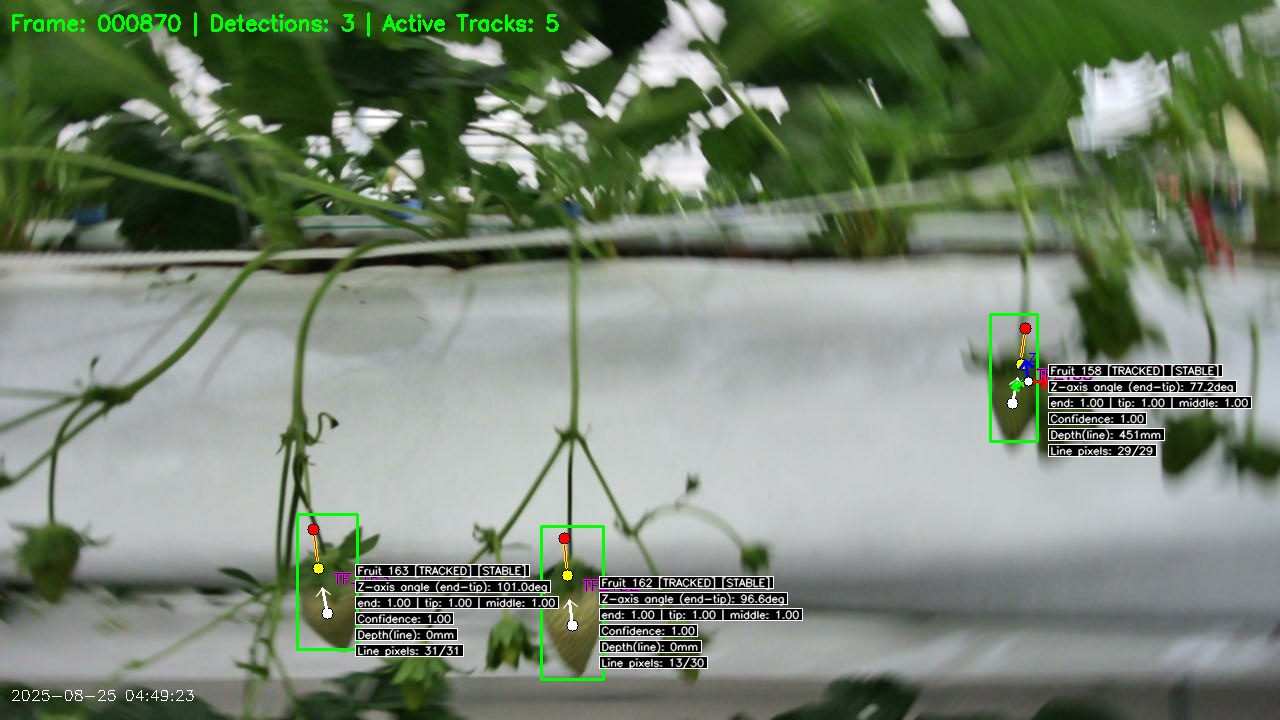 Frame: 000870 | Detections: 3 | Active Tracks: 5
Fruit 158 [TRACKED] [STABLE]
Z-axis angle (end-tip): 77.2deg
end: 1.00 | tip: 1.00 | middle: 1.00
Confidence: 1.00
Depth(line): 451mm
Line pixels: 29/29
Fruit 163 [TRACKED] [STABLE]
Z-axis angle (end-tip): 101.0deg
end: 1.00 | tip: 1.00 | middle: 1.00
Confidence: 1.00
Depth(line): 0mm
Line pixels: 31/31
Fruit 162 [TRACKED] [STABLE]
Z-axis angle (end-tip): 96.6deg
end: 1.00 | tip: 1.00 | middle: 1.00
Confidence: 1.00
Depth(line): 0mm
Line pixels: 13/30
2025-08-25 04:49:23